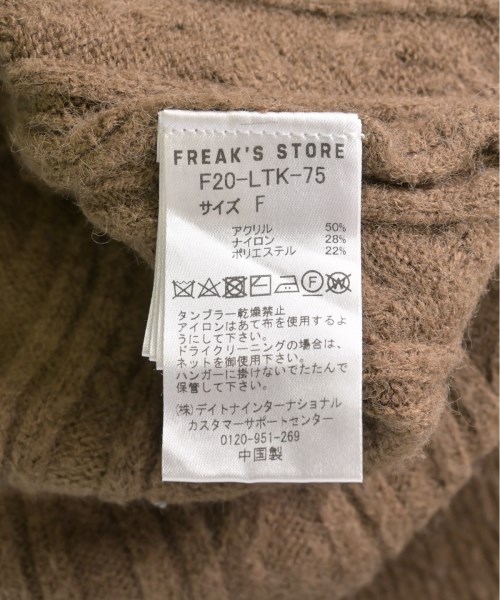 FREAK'S STORE
F20-LTK-75
サイズ F
アクリル 50%
ナイロン 28%
ポリエステル 22%
F W
タンブラー乾燥禁止
アイロンはあて布を使用するよ
うにして下さい。
ドライクリーニングの場合は、
ネットを御使用下さい。
ハンガーに掛けないでたたんで
保管して下さい。
(株)デイトナインターナショナル
カスタマーサポートセンター
0120-951-269
中国製